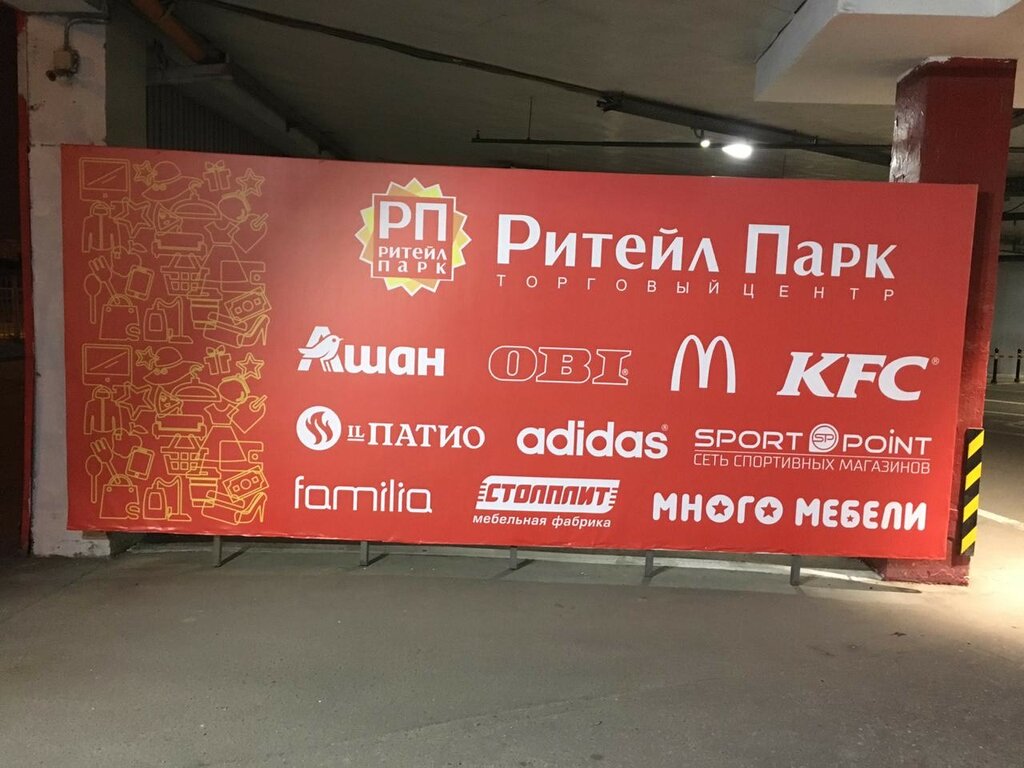 РП
РИТЕЙЛ
ПАРК
Ритейл Парк
ТОРГОВЫЙ ЦЕНТР
Ашан OBI KFC
IL ПАТИО adidas SPORT SP POINT
СЕТЬ СПОРТИВНЫХ МАГАЗИНОВ
familia СТОЛПЛИТ МНОГО МЕБЕЛИ
мебельная фабрика